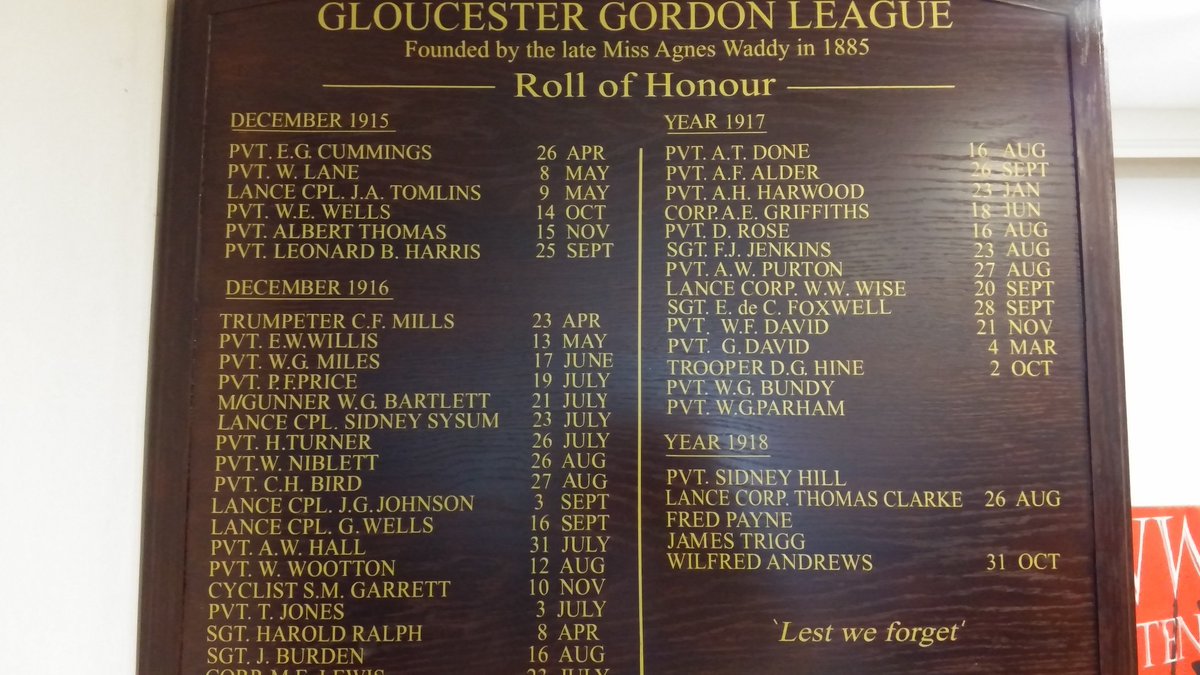 GLOUCESTER GORDON LEAGUE
Founded by the late Miss Agnes Waddy in 1885
Roll of Honour
DECEMBER 1915
PVT. E.G. CUMMINGS 26 APR
PVT. W. LANE 8 MAY
LANCE CPL. J.A. TOMLINS 9 MAY
PVT. W.E. WELLS 14 OCT
PVT. ALBERT THOMAS 15 NOV
PVT. LEONARD B. HARRIS 25 SEPT
DECEMBER 1916
TRUMPETER C.F. MILLS 23 APR
PVT. E.W.WILLIS 13 MAY
PVT. W.G. MILES 17 JUNE
PVT. P.F.PRICE 19 JULY
M/GUNNER W.G. BARTLETT 21 JULY
LANCE CPL. SIDNEY SYSUM 23 JULY
PVT. H.TURNER 26 JULY
PVT.W. NIBLETT 26 AUG
PVT. C.H. BIRD 27 AUG
LANCE CPL. J.G.JOHNSON 3 SEPT
LANCE CPL. G.WELLS 16 SEPT
PVT. A.W. HALL 31 JULY
PVT. W. WOOTTON 12 AUG
CYCLIST S.M. GARRETT 10 NOV
PVT. T. JONES 3 JULY
SGT. HAROLD RALPH 8 APR
SGT. J. BURDEN 16 AUG
CORP. M.E. LEWIS 23 JULY
YEAR 1917
PVT. A.T. DONE 16 AUG
PVT. A.F. ALDER 26 SEPT
PVT. A.H. HARWOOD 23 JAN
CORP. A.E. GRIFFITHS 18 JUN
PVT. D. ROSE 16 AUG
SGT. F.J. JENKINS 23 AUG
PVT. A.W. PURTON 27 AUG
LANCE CORP. W.W. WISE 20 SEPT
SGT. E. de C. FOXWELL 28 SEPT
PVT. W.F. DAVID 21 NOV
PVT. G.DAVID 4 MAR
TROOPER D.G. HINE 2 OCT
PVT. W.G. BUNDY
PVT. W.G.PARHAM
YEAR 1918
PVT. SIDNEY HILL
LANCE CORP. THOMAS CLARKE 26 AUG
FRED PAYNE
JAMES TRIGG
WILFRED ANDREWS 31 OCT
'Lest we forget'